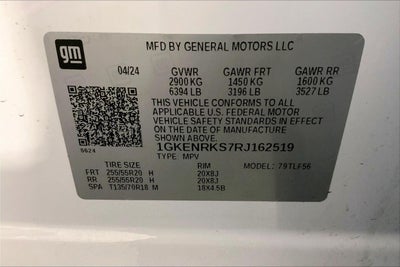 gm
MFD BY GENERAL MOTORS LLC
04/24 GVWR GAWR FRT GAWR RR
2900 KG 1450 KG 1600 KG
6394 LB 3196 LB 3527 LB
THIS VEHICLE CONFORMS TO ALL
APPLICABLE U.S. FEDERAL MOTOR
VEHICLE SAFETY STANDARDS IN
EFFECT ON THE DATE OF MANUFACTURE
SHOWN ABOVE.
1GKENRKS7RJ162519
0624 TYPE: MPV MODEL: 79TLF56
TIRE SIZE RIM
FRT 255/55R20 H 20X8J
RR 255/55R20 H 20X8J
SPA T135/70R18 M 18X4.5B